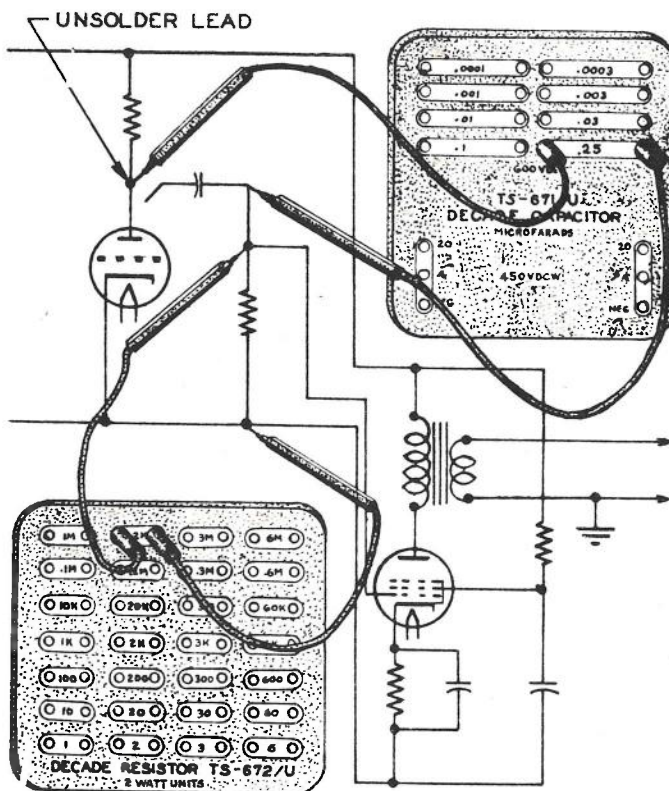 UNSOLDER LEAD
.0001 .0003
.001 .003
.01 .03
.1 .25
TS-671/U
DECADE CAPACITOR
MICROFARADS
450VDCW
20 20
4
NEG
.1M 3M .6M
.1M .3M .6M
10K 20K 60K
1K 2K 3K
100 200 300 600
10 20 30 60
1 2 3 6
DECADE RESISTOR TS-672/U
2 WATT UNITS